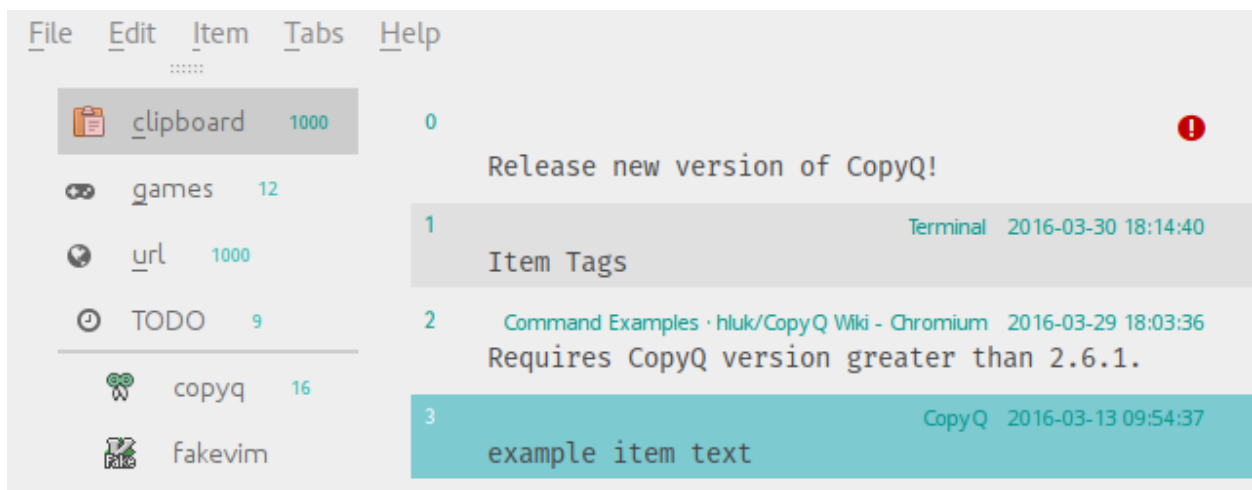 File Edit Item Tabs Help
clipboard 1000
games 12
url 1000
TODO 9
copyq 16
fakevim
0
Release new version of CopyQ!
1 Terminal 2016-03-30 18:14:40
Item Tags
2 Command Examples · hluk/CopyQ Wiki - Chromium 2016-03-29 18:03:36
Requires CopyQ version greater than 2.6.1.
3 CopyQ 2016-03-13 09:54:37
example item text